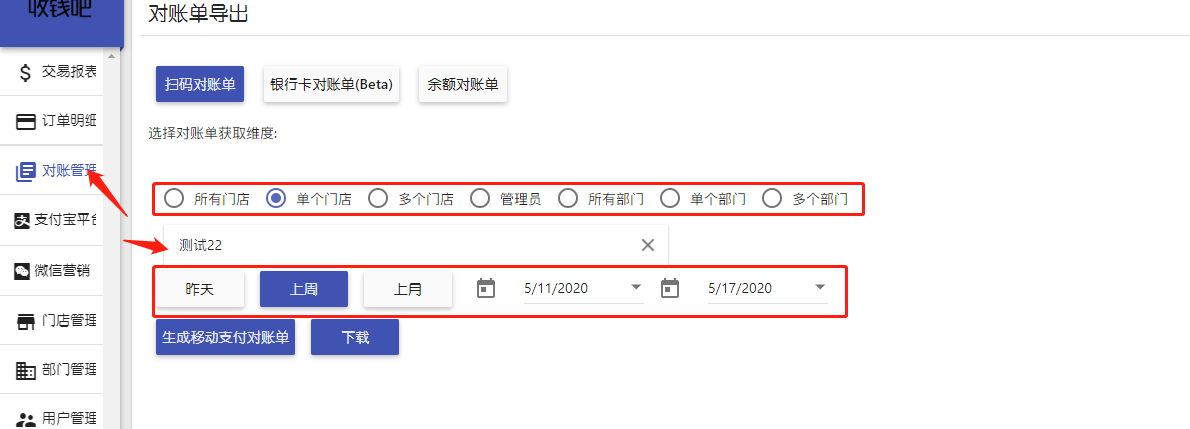 收钱吧
对账单导出
交易报表
订单明细
对账管理
支付宝平台
微信营销
门店管理
部门管理
用户管理
扫码对账单
银行卡对账单(Beta)
余额对账单
选择对账单获取维度:
所有门店
单个门店
多个门店
管理员
所有部门
单个部门
多个部门
测试22
昨天
上周
上月
5/11/2020
5/17/2020
生成移动支付对账单
下载